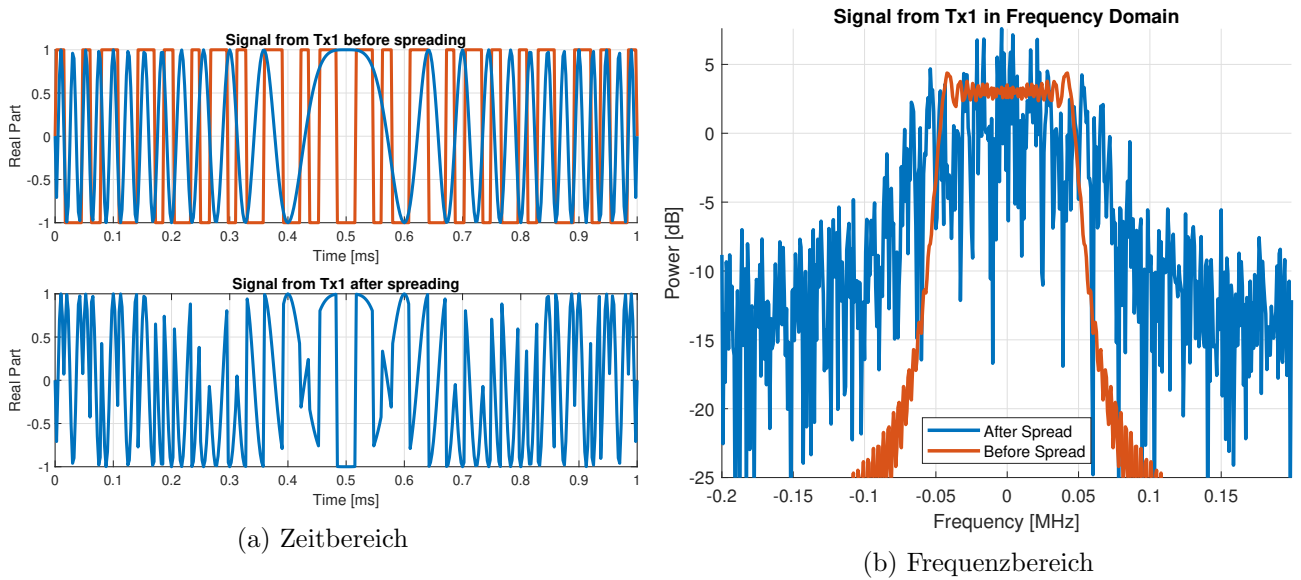 Signal from Tx1 before spreading
1
0.5
0
-0.5
-1
Real Part
0 0.1 0.2 0.3 0.4 0.5 0.6 0.7 0.8 0.9 1
Time [ms]
Signal from Tx1 after spreading
1
0.5
0
-0.5
-1
Real Part
0 0.1 0.2 0.3 0.4 0.5 0.6 0.7 0.8 0.9 1
Time [ms]
(a) Zeitbereich
Signal from Tx1 in Frequency Domain
5
0
-5
-10
-15
-20
-25
Power [dB]
After Spread
Before Spread
-0.2 -0.15 -0.1 -0.05 0 0.05 0.1 0.15
Frequency [MHz]
(b) Frequenzbereich